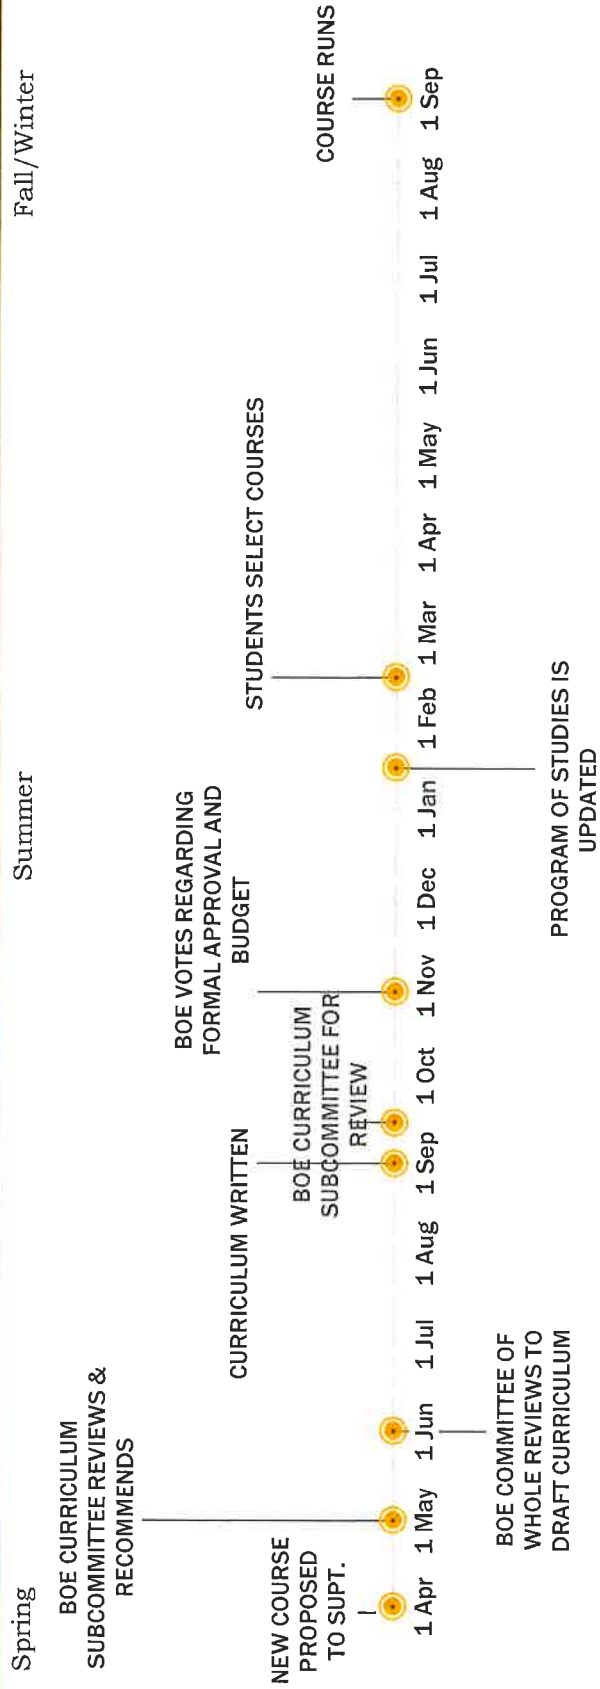 Spring
Summer
Fall/Winter
BOE CURRICULUM
SUBCOMMITTEE REVIEWS &
RECOMMENDS
NEW COURSE
PROPOSED
TO SUPT.
CURRICULUM WRITTEN
BOE CURRICULUM
SUBCOMMITTEE FOR
REVIEW
BOE VOTES REGARDING
FORMAL APPROVAL AND
BUDGET
STUDENTS SELECT COURSES
COURSE RUNS
1 Apr
1 May
1 Jun
1 Jul
1 Aug
1 Sep
1 Oct
1 Nov
1 Dec
1 Jan
1 Feb
1 Mar
1 Apr
1 May
1 Jun
1 Jul
1 Aug
1 Sep
BOE COMMITTEE OF
WHOLE REVIEWS TO
DRAFT CURRICULUM
PROGRAM OF STUDIES IS
UPDATED